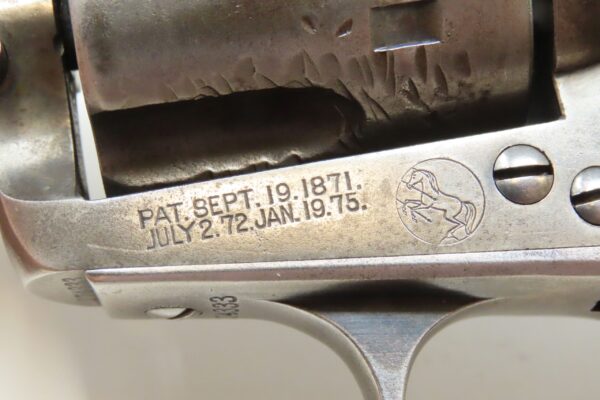 PAT. SEPT. 19. 1871.
JULY 2. 72. JAN. 19. 75.